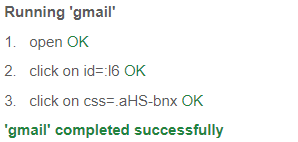 Running 'gmail'
1. open OK
2. click on id=:l6 OK
3. click on css=.aHS-bnx OK
'gmail' completed successfully